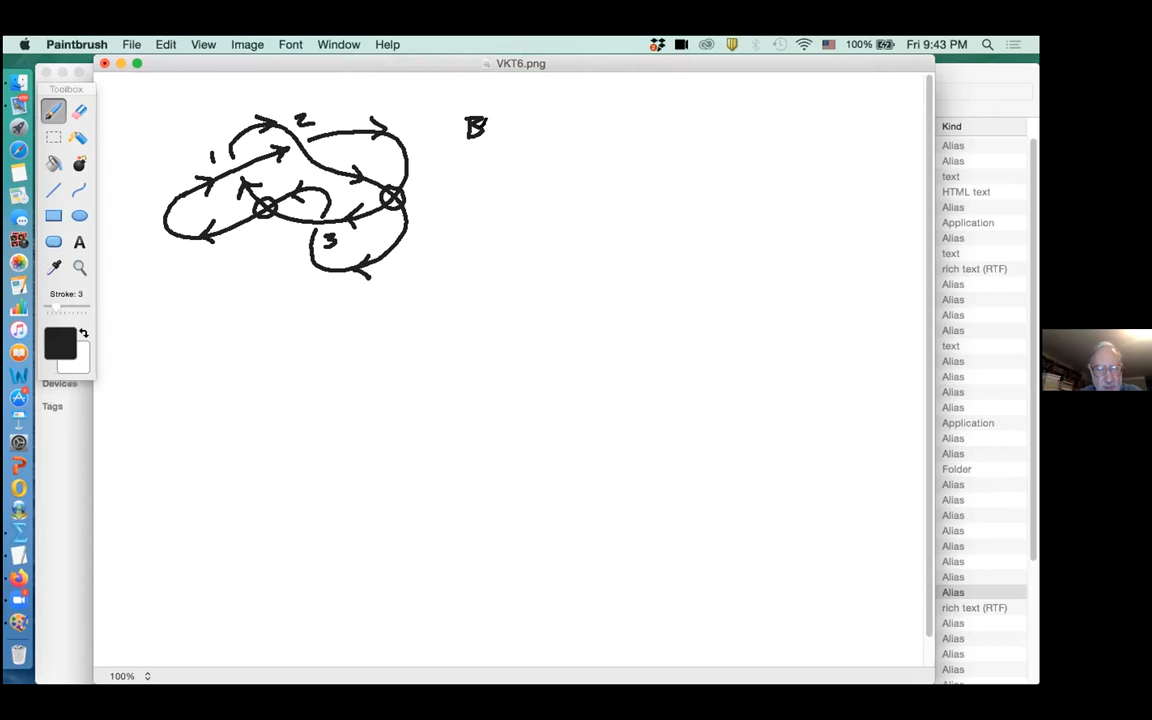 Paintbrush File Edit View Image Font Window Help 100% Fri 9:43 PM
VKT6.png
Toolbox
Stroke: 3
Devices
Tags
1 2 3
B
Kind
Alias
Alias
text
HTML text
Alias
Alias
Alias
text
rich text (RTF)
Alias
Alias
Alias
Alias
text
Alias
Alias
Alias
Alias
Application
Alias
Alias
Folder
Alias
Alias
Alias
Alias
Alias
Alias
Alias
Alias
rich text (RTF)
Alias
Alias
Alias
Alias
100%